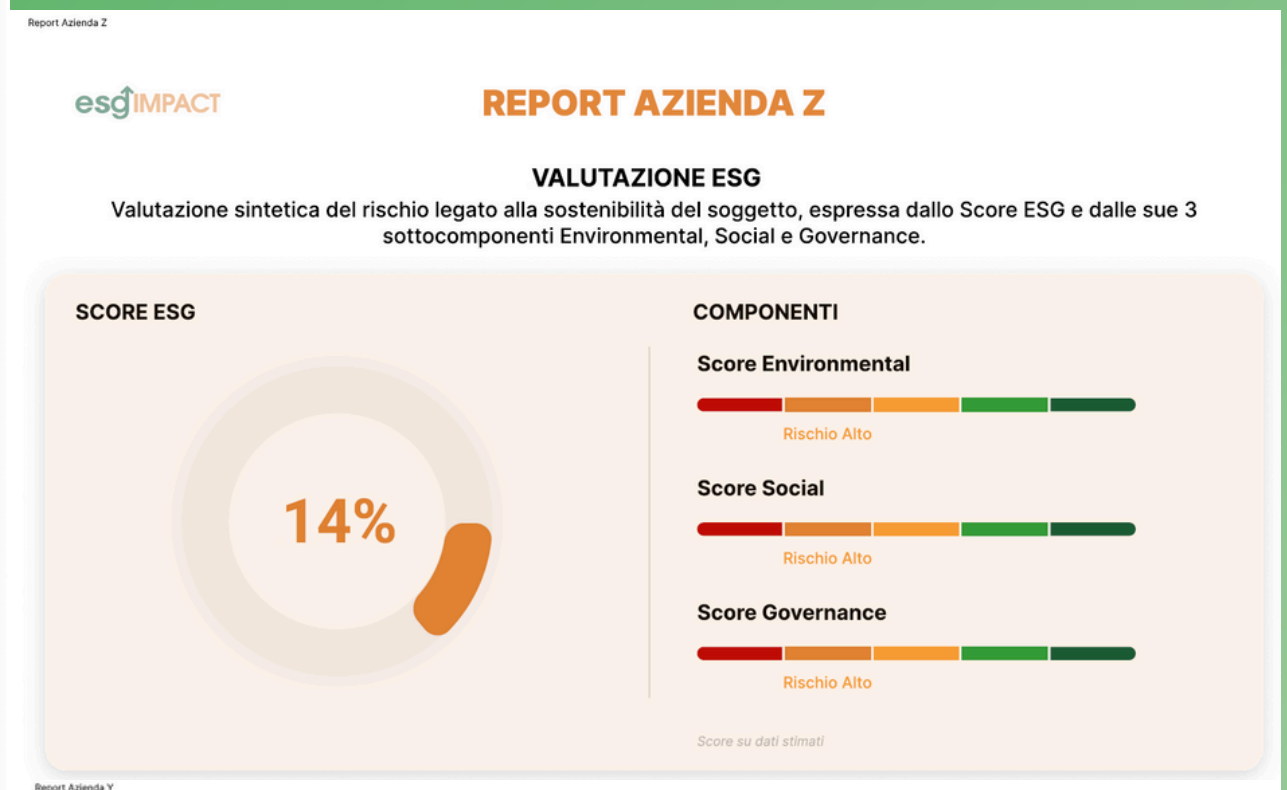 Report Azienda Z
esgIMPACT
REPORT AZIENDA Z
VALUTAZIONE ESG
Valutazione sintetica del rischio legato alla sostenibilità del soggetto, espressa dallo Score ESG e dalle sue 3
sottocomponenti Environmental, Social e Governance.
SCORE ESG
14%
COMPONENTI
Score Environmental
Rischio Alto
Score Social
Rischio Alto
Score Governance
Rischio Alto
Score su dati stimati
Report Azienda Y